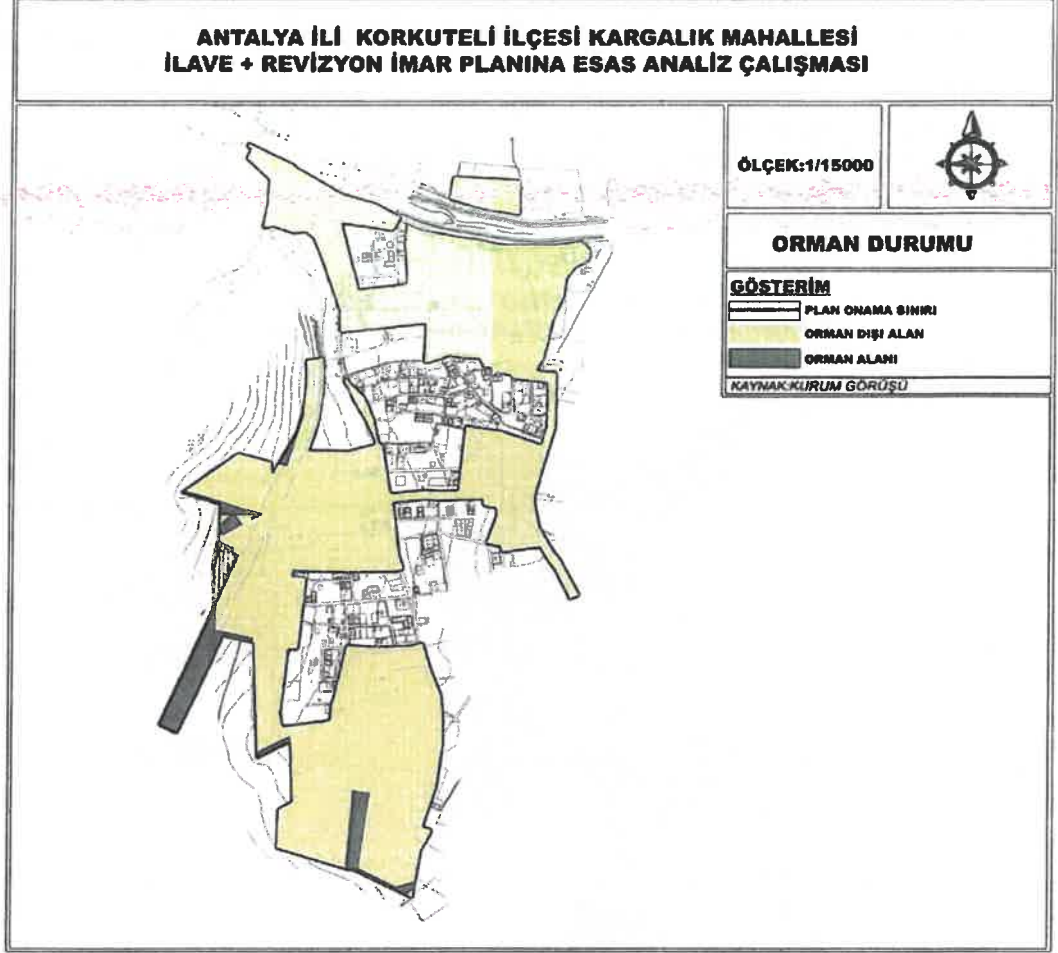 ANTALYA İLİ KORKUTELİ İLÇESİ KARGALIK MAHALLESİ
İLAVE + REVİZYON İMAR PLANINA ESAS ANALİZ ÇALIŞMASI
ÖLÇEK:1/15000
ORMAN DURUMU
GÖSTERİM
PLAN ONAMA SINIRI
ORMAN DIŞI ALAN
ORMAN ALANI
KAYNAK:KURUM GÖRÜŞÜ